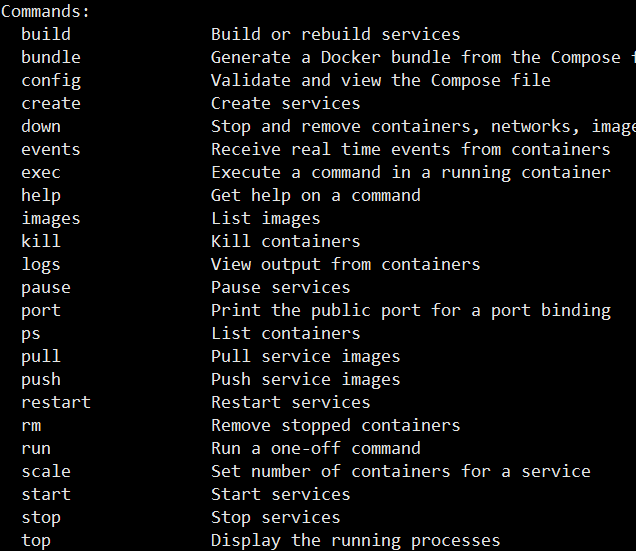 Commands:
build Build or rebuild services
bundle Generate a Docker bundle from the Compose
config Validate and view the Compose file
create Create services
down Stop and remove containers, networks,
events Receive real time events from containers
exec Execute a command in a running container
help Get help on a command
images List images
kill Kill containers
logs View output from containers
pause Pause services
port Print the public port for a port binding
ps List containers
pull Pull service images
push Push service images
restart Restart services
rm Remove stopped containers
run Run a one-off command
scale Set number of containers for a service
start Start services
stop Stop services
top Display the running processes